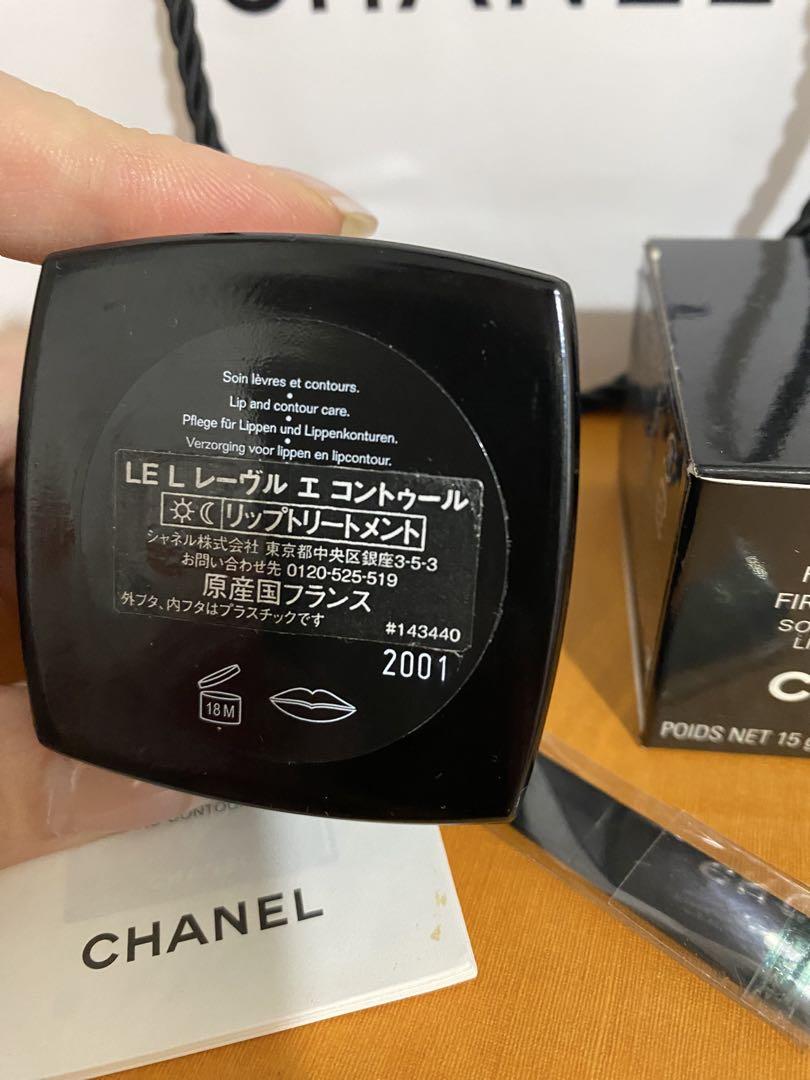 CHANEL
Soin lèvres et contours.
Lip and contour care.
Pflege für Lippen und Lippenkonturen.
Verzorging voor lippen en lipcontour.
LE L レーヴル エ コントゥール
リップトリートメント
シャネル株式会社 東京都中央区銀座3-5-3
お問い合わせ先 0120-525-519
原産国フランス
外フタ、内フタはプラスチックです
#143440
2001
18M
POIDS NET 15 g
CHANEL